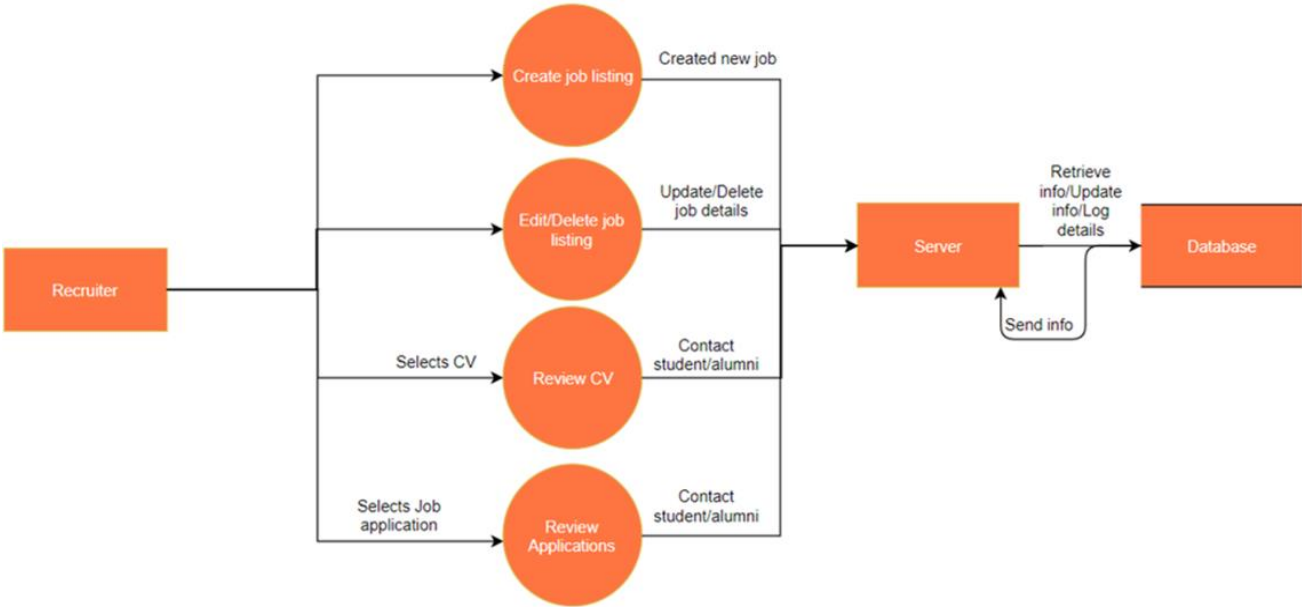 Create job listing
Created new job
Edit/Delete job
listing
Update/Delete
job details
Retrieve
info/Update
info/Log
details
Recruiter
Server
Database
Send info
Selects CV
Review CV
Contact
student/alumni
Selects Job
application
Review
Applications
Contact
student/alumni